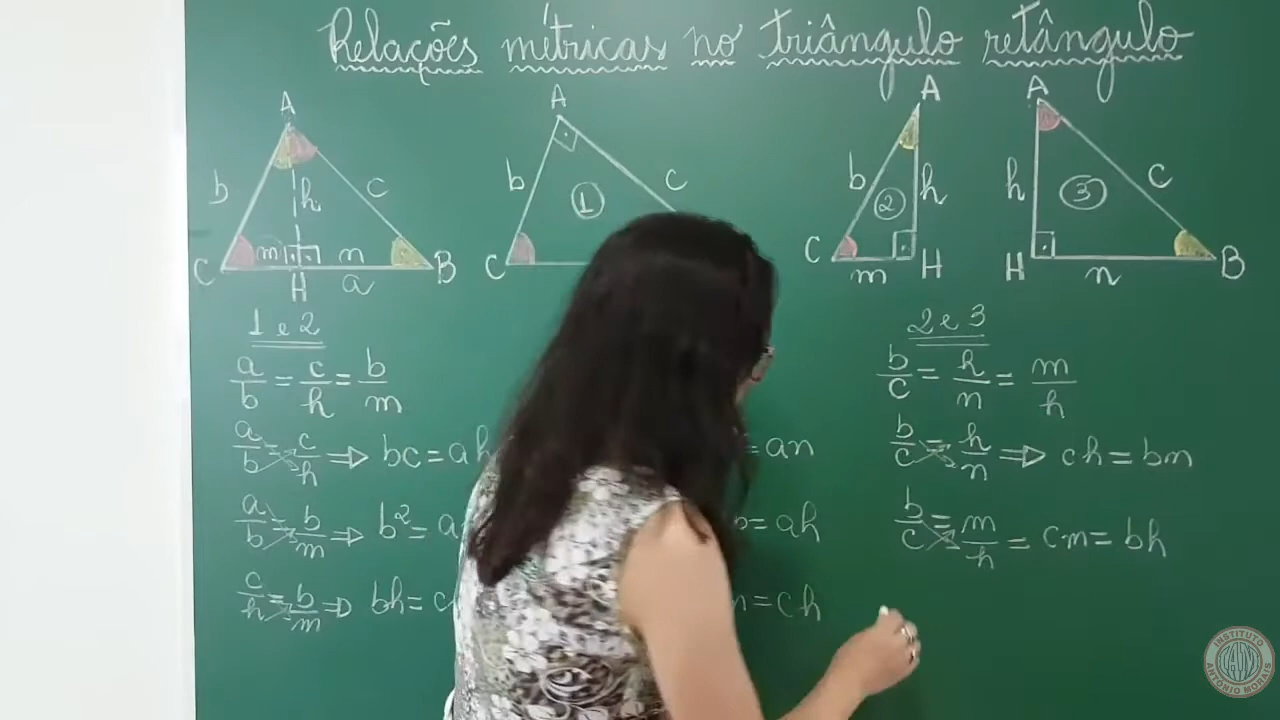 Relações métricas no triângulo retângulo
A
b
h
c
m
n
C
H
a
B
A
b
c
1
C
A
b
h
2
C
m
H
A
h
c
3
H
n
B
1 e 2
a/b = c/h = b/m
a/b = c/h ⇒ bc = ah
a/b = b/m ⇒ b² = a
c/h = b/m ⇒ bh = c
= an
= ah
= ch
2 e 3
b/c = h/n = m/h
b/c = h/n ⇒ ch = bn
b/c = m/h = cm = bh
INSTITUTO
ANTONIO MORAIS